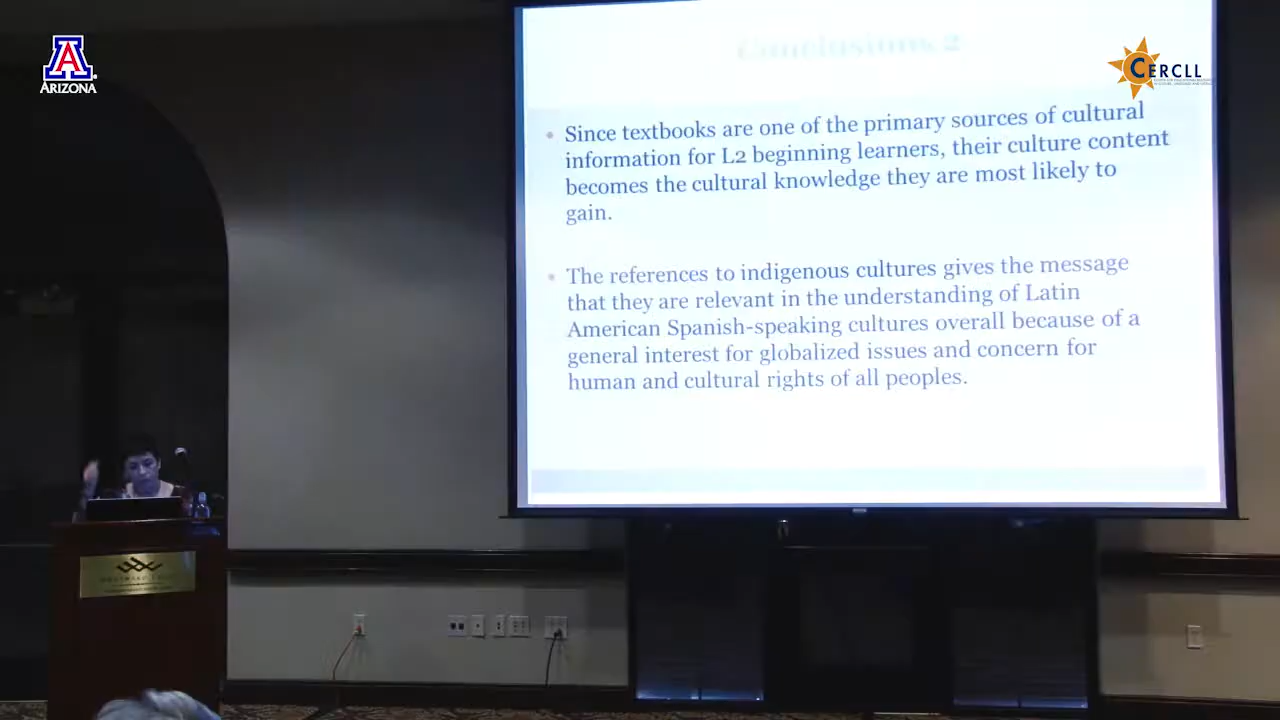 A
ARIZONA
Conclusions 2
CERCLL
• Since textbooks are one of the primary sources of cultural
information for L2 beginning learners, their culture content
becomes the cultural knowledge they are most likely to
gain.
• The references to indigenous cultures gives the message
that they are relevant in the understanding of Latin
American Spanish-speaking cultures overall because of a
general interest for globalized issues and concern for
human and cultural rights of all peoples.